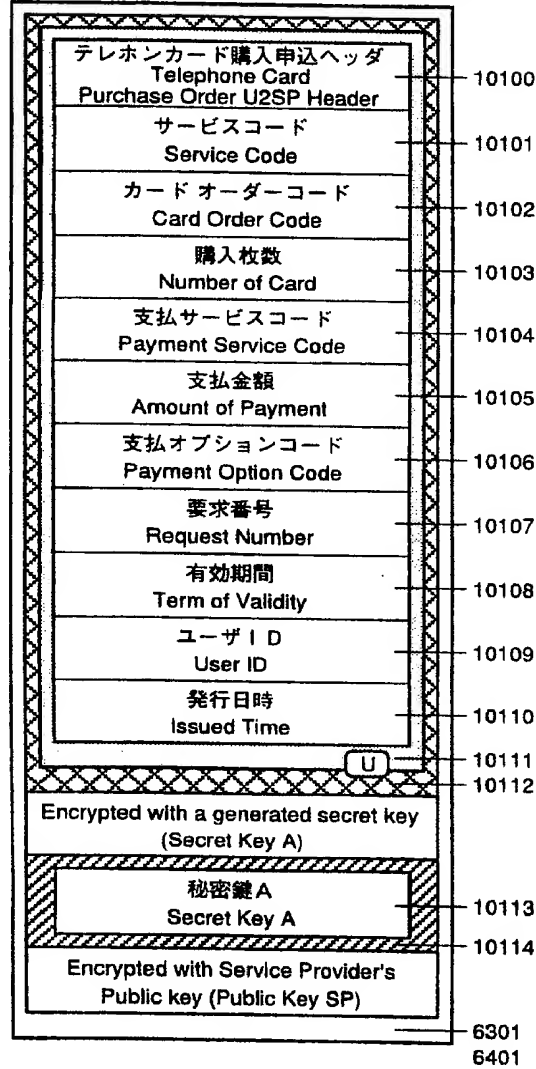 テレホンカード購入申込ヘッダ
Telephone Card
Purchase Order U2SP Header
10100
サービスコード
Service Code
10101
カード オーダーコード
Card Order Code
10102
購入枚数
Number of Card
10103
支払サービスコード
Payment Service Code
10104
支払金額
Amount of Payment
10105
支払オプションコード
Payment Option Code
10106
要求番号
Request Number
10107
有効期間
Term of Validity
10108
ユーザID
User ID
10109
発行日時
Issued Time
10110
U
10111
10112
Encrypted with a generated secret key
(Secret Key A)
秘密鍵A
Secret Key A
10113
10114
Encrypted with Service Provider's
Public key (Public Key SP)
6301
6401